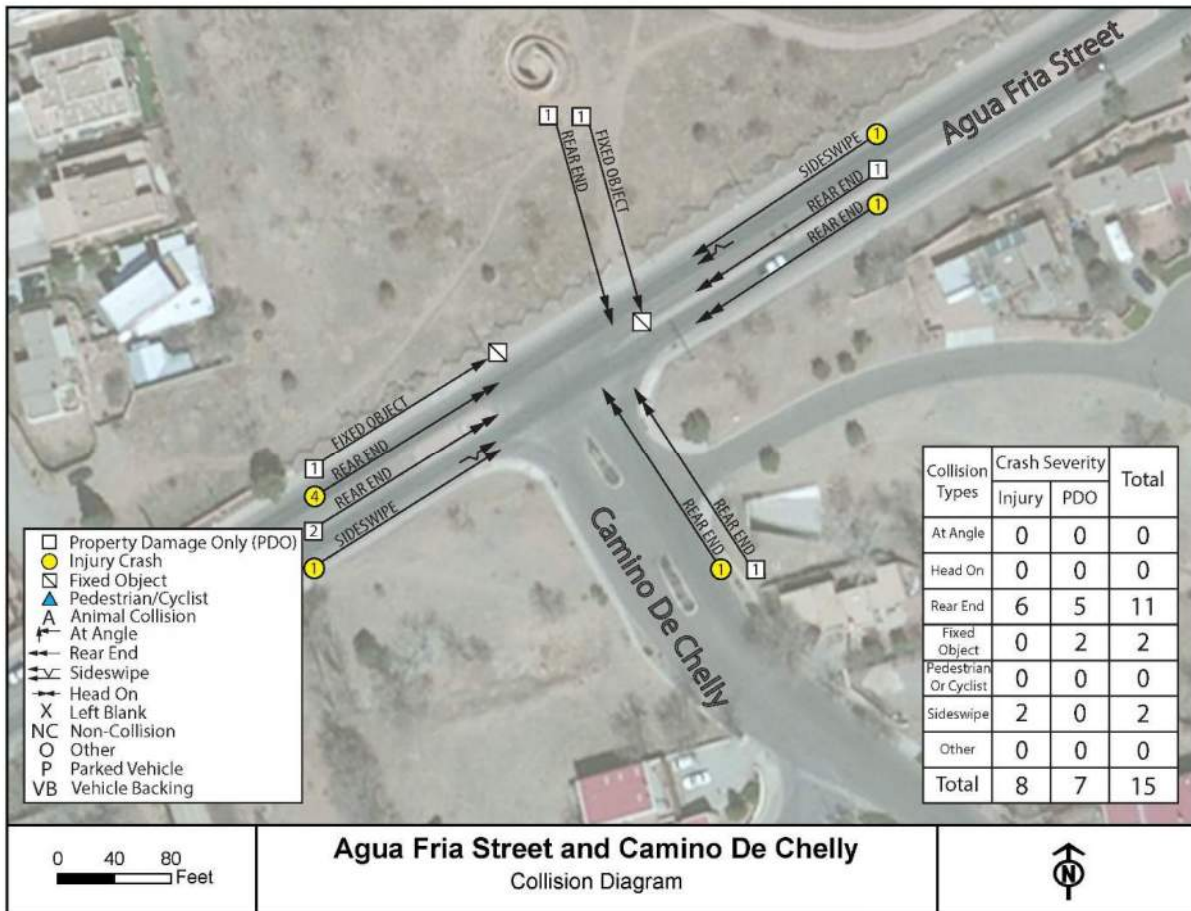 Agua Fria Street
1
1
REAR END
FIXED OBJECT
1
SIDESWIPE
1
REAR END
1
REAR END
1
FIXED OBJECT
4
REAR END
2
REAR END
1
SIDESWIPE
REAR END
1
REAR END
1
Camino De Chelly
Property Damage Only (PDO)
Injury Crash
Fixed Object
Pedestrian/Cyclist
A Animal Collision
At Angle
Rear End
Sideswipe
Head On
X Left Blank
NC Non-Collision
O Other
P Parked Vehicle
VB Vehicle Backing
Collision Types Crash Severity Total
Injury PDO
At Angle 0 0 0
Head On 0 0 0
Rear End 6 5 11
Fixed
Object 0 2 2
Pedestrian
Or Cyclist 0 0 0
Sideswipe 2 0 2
Other 0 0 0
Total 8 7 15
0 40 80
Feet
Agua Fria Street and Camino De Chelly
Collision Diagram
N